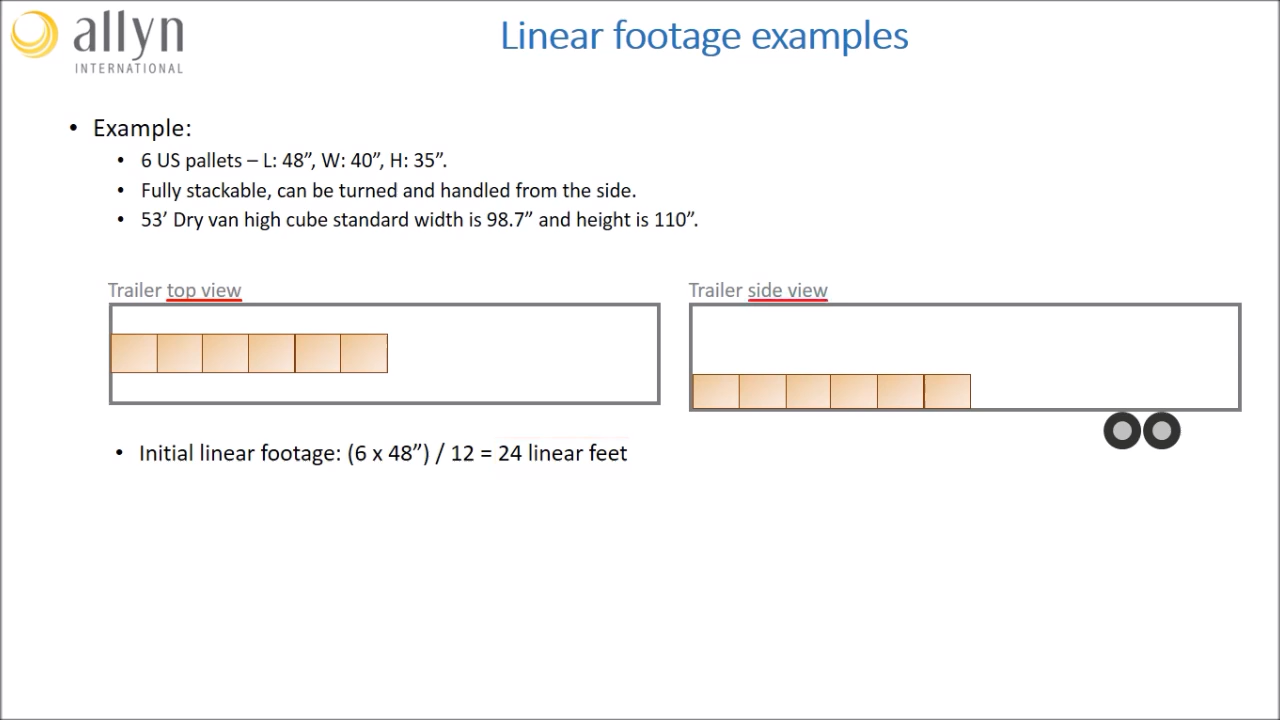 allyn
INTERNATIONAL
Linear footage examples
• Example:
• 6 US pallets – L: 48”, W: 40”, H: 35”.
• Fully stackable, can be turned and handled from the side.
• 53’ Dry van high cube standard width is 98.7” and height is 110”.
Trailer top view
Trailer side view
• Initial linear footage: (6 x 48”) / 12 = 24 linear feet